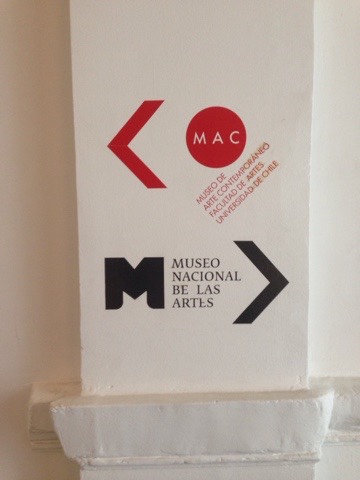 MAC
MUSEO DE
ARTE CONTEMPORÁNEO
FACULTAD DE ARTES
UNIVERSIDAD DE CHILE
M
MUSEO
NACIONAL
BE LAS
ARTES